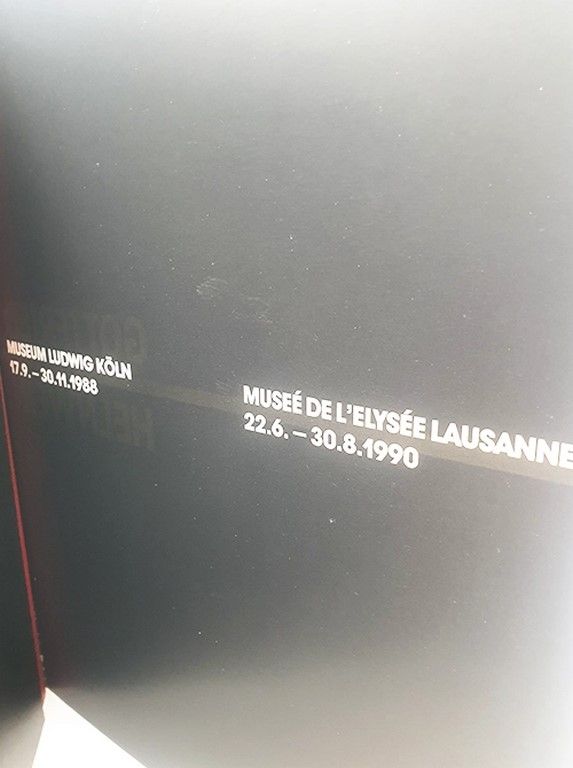 MUSEUM LUDWIG KÖLN
17.9.–30.11.1988
MUSEÉ DE L'ELYSÉE LAUSANNE
22.6.–30.8.1990